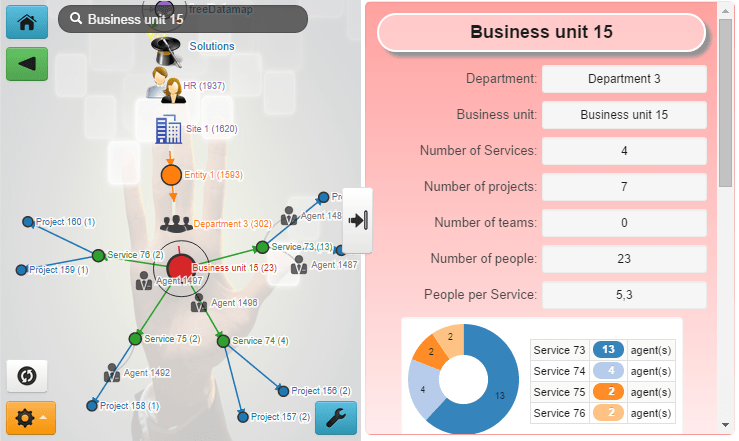 freeDatamap
Business unit 15
Solutions
HR (1937)
Site 1 (1620)
Entity 1 (1593)
Department 3 (302)
Agent 148
Project 160 (1)
Service 76 (2)
Service 73 (13)
Business unit 15 (23)
Agent 1487
Project 159 (1)
Agent 1497
Agent 1496
Service 75 (2)
Service 74 (4)
Agent 1492
Project 156 (2)
Project 158 (1)
Project 157 (2)
Business unit 15
Department: Department 3
Business unit: Business unit 15
Number of Services: 4
Number of projects: 7
Number of teams: 0
Number of people: 23
People per Service: 5,3
2
2
4
13
Service 73 13 agent(s)
Service 74 4 agent(s)
Service 75 2 agent(s)
Service 76 2 agent(s)